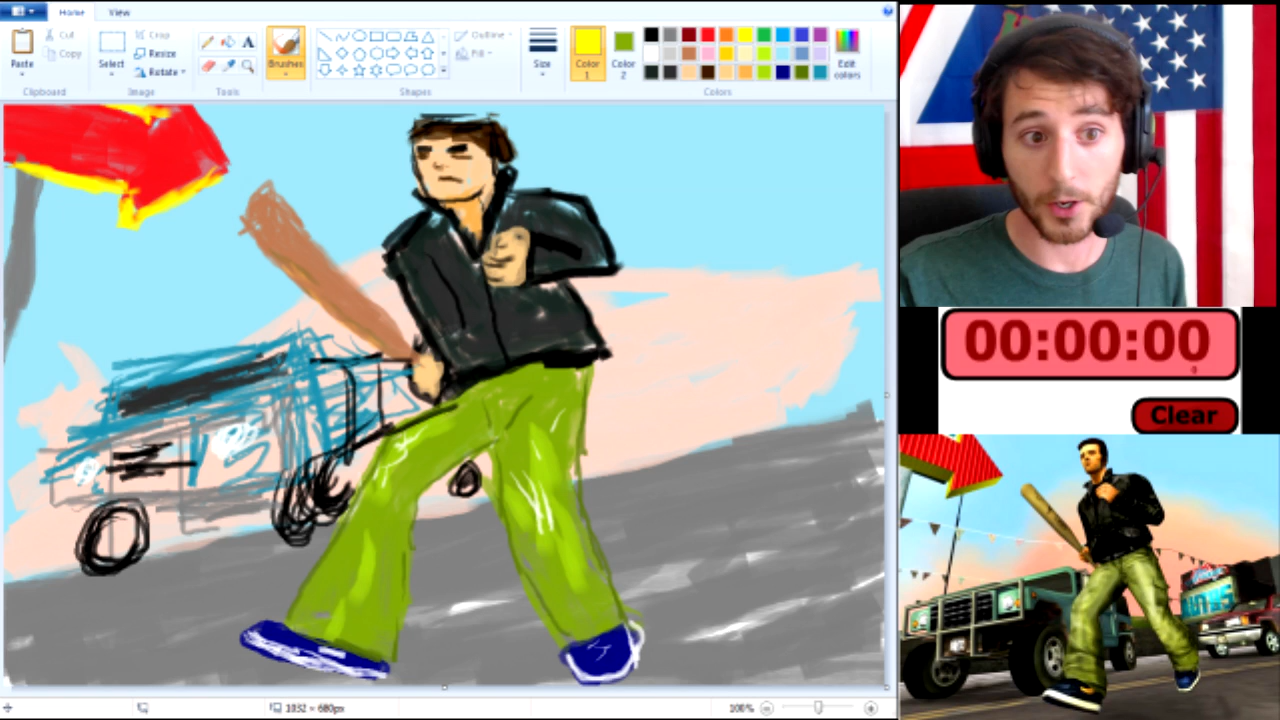 Home View
Paste
Cut
Copy
Clipboard
Select
Crop
Resize
Rotate
Image
A
Tools
Brushes
Shapes
Outline
Fill
Size
Color 1
Color 2
Edit colors
Colors
00:00:00
0
Clear
1032 × 680px
100%